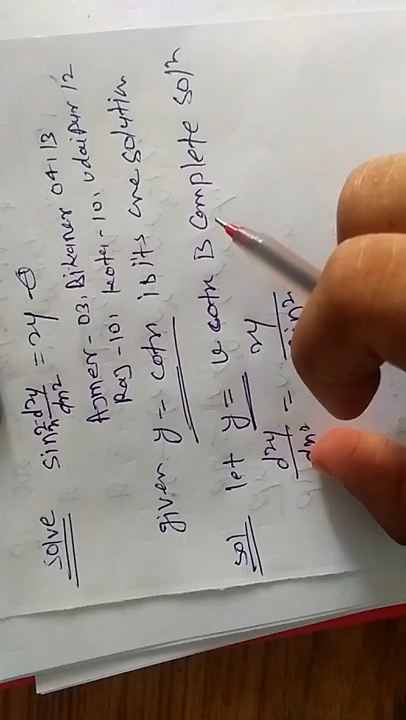 solve sin²x d²y/dx² = 2y —①
Ajmer - 03, Bikaner 04, 13,
Raj - 10, kota - 10, Udaipur 12
given y = cotx is its one solution
Sol let y = v cotx B complete solⁿ
d²y/dx² = 2y/sin²x